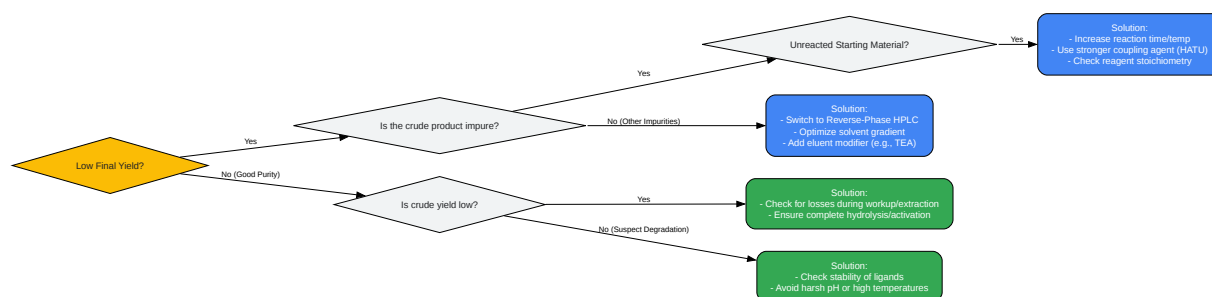 Unreacted Starting Material?
Yes
Solution:
- Increase reaction time/temp
- Use stronger coupling agent (HATU)
- Check reagent stoichiometry
Yes
Is the crude product impure?
No (Other Impurities)
Solution:
- Switch to Reverse-Phase HPLC
- Optimize solvent gradient
- Add eluent modifier (e.g., TEA)
Yes
Low Final Yield?
No (Good Purity)
Is crude yield low?
Yes
Solution:
- Check for losses during workup/extraction
- Ensure complete hydrolysis/activation
No (Suspect Degradation)
Solution:
- Check stability of ligands
- Avoid harsh pH or high temperatures